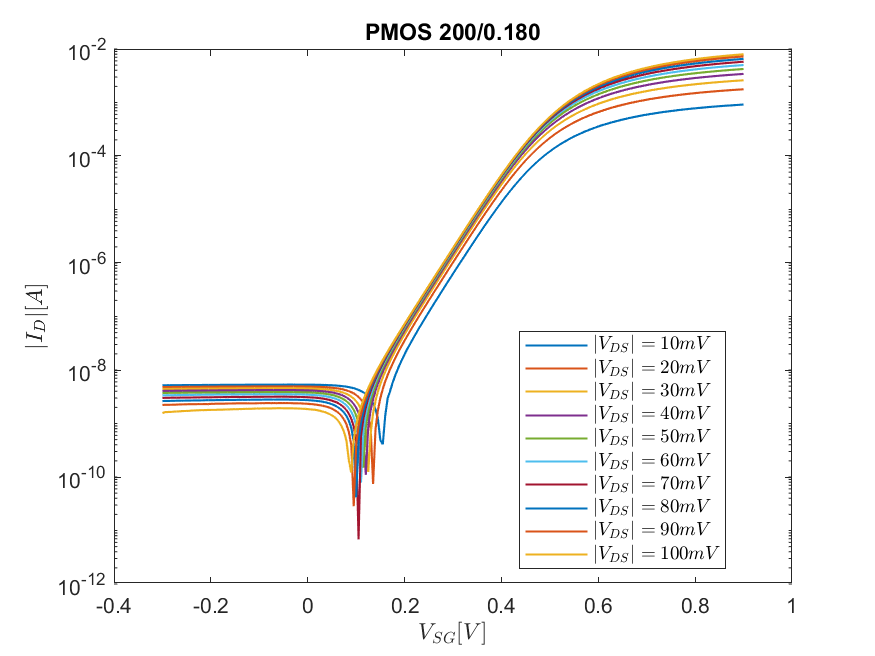 PMOS 200/0.180
10^-2
10^-4
10^-6
10^-8
10^-10
10^-12
|I_D|[A]
|V_DS| = 10mV
|V_DS| = 20mV
|V_DS| = 30mV
|V_DS| = 40mV
|V_DS| = 50mV
|V_DS| = 60mV
|V_DS| = 70mV
|V_DS| = 80mV
|V_DS| = 90mV
|V_DS| = 100mV
-0.4 -0.2 0 0.2 0.4 0.6 0.8 1
V_SG[V]